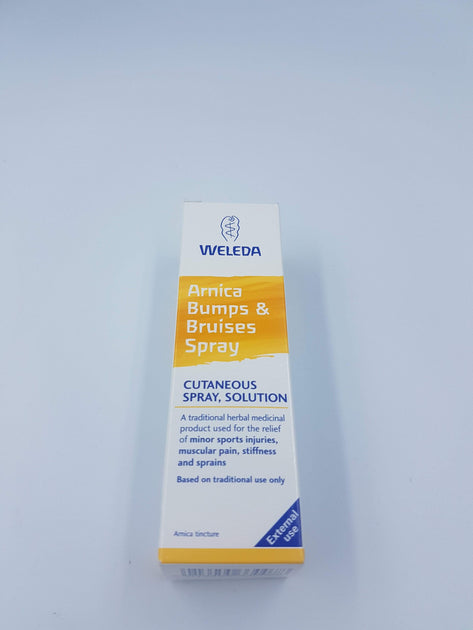 WELEDA
Arnica
Bumps &
Bruises
Spray
CUTANEOUS
SPRAY, SOLUTION
A traditional herbal medicinal
product used for the relief
of minor sports injuries,
muscular pain, stiffness
and sprains
Based on traditional use only
External
use
Arnica tincture